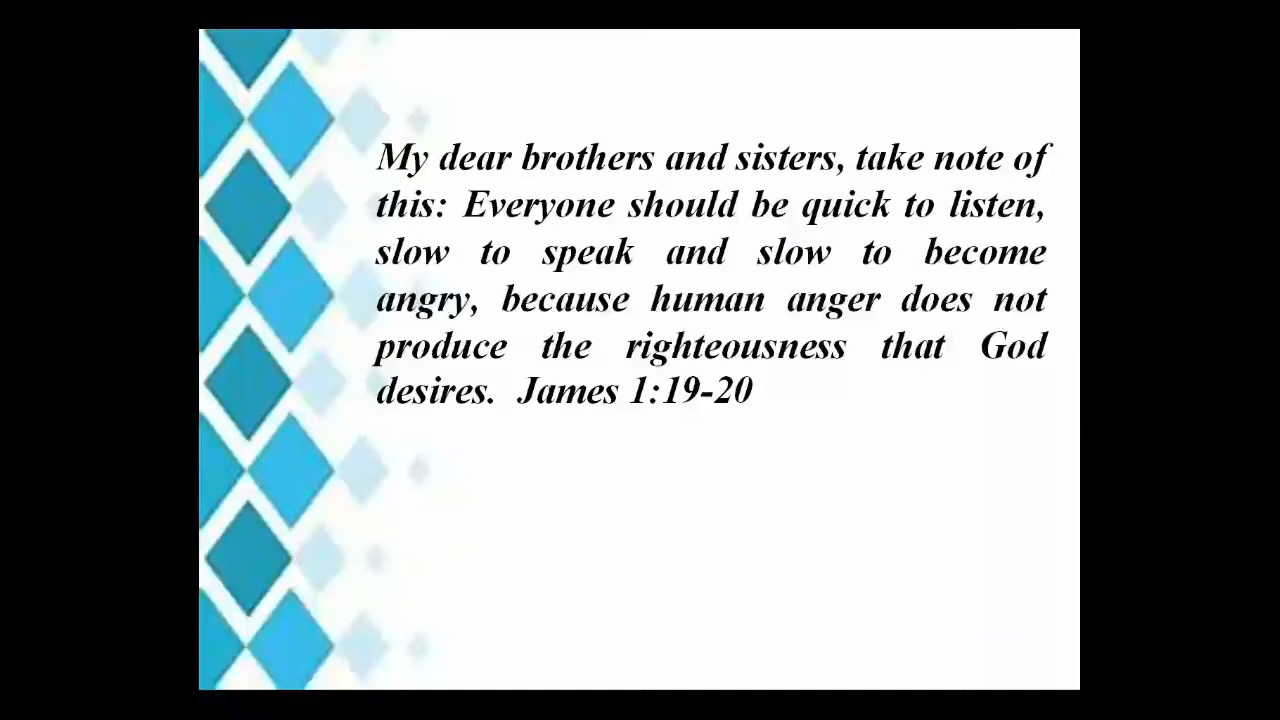 My dear brothers and sisters, take note of
this: Everyone should be quick to listen,
slow to speak and slow to become
angry, because human anger does not
produce the righteousness that God
desires.  James 1:19-20